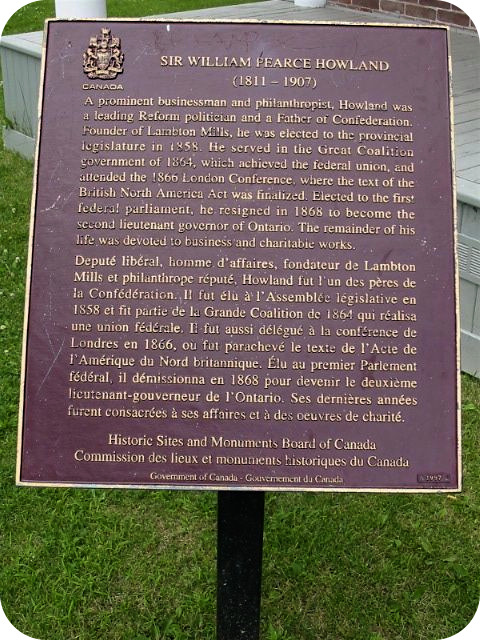 CANADA
SIR WILLIAM PEARCE HOWLAND
(1811 – 1907)
A prominent businessman and philanthropist, Howland was
a leading Reform politician and a Father of Confederation.
Founder of Lambton Mills, he was elected to the provincial
legislature in 1858. He served in the Great Coalition
government of 1864, which achieved the federal union, and
attended the 1866 London Conference, where the text of the
British North America Act was finalized. Elected to the first
federal parliament, he resigned in 1868 to become the
second lieutenant governor of Ontario. The remainder of his
life was devoted to business and charitable works.
Deputé libéral, homme d'affaires, fondateur de Lambton
Mills et philanthrope réputé, Howland fut l'un des pères de
la Confédération. Il fut élu à l'Assemblée législative en
1858 et fit partie de la Grande Coalition de 1864 qui réalisa
une union fédérale. Il fut aussi délégué à la conférence de
Londres en 1866, où fut parachevé le texte de l'Acte de
l'Amérique du Nord britannique. Élu au premier Parlement
fédéral, il démissionna en 1868 pour devenir le deuxième
lieutenant-gouverneur de l'Ontario. Ses dernières années
furent consacrées à ses affaires et à des oeuvres de charité.
Historic Sites and Monuments Board of Canada
Commission des lieux et monuments historiques du Canada
Government of Canada - Gouvernement du Canada
1997